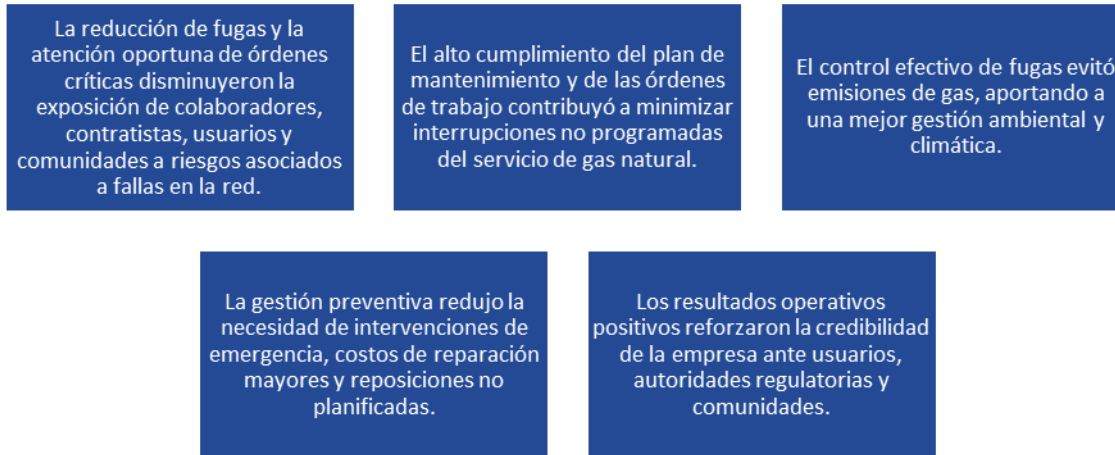 La reducción de fugas y la
atención oportuna de órdenes
críticas disminuyeron la
exposición de colaboradores,
contratistas, usuarios y
comunidades a riesgos asociados
a fallas en la red.
El alto cumplimiento del plan de
mantenimiento y de las órdenes
de trabajo contribuyó a minimizar
interrupciones no programadas
del servicio de gas natural.
El control efectivo de fugas evitó
emisiones de gas, aportando a
una mejor gestión ambiental y
climática.
La gestión preventiva redujo la
necesidad de intervenciones de
emergencia, costos de reparación
mayores y reposiciones no
planificadas.
Los resultados operativos
positivos reforzaron la credibilidad
de la empresa ante usuarios,
autoridades regulatorias y
comunidades.